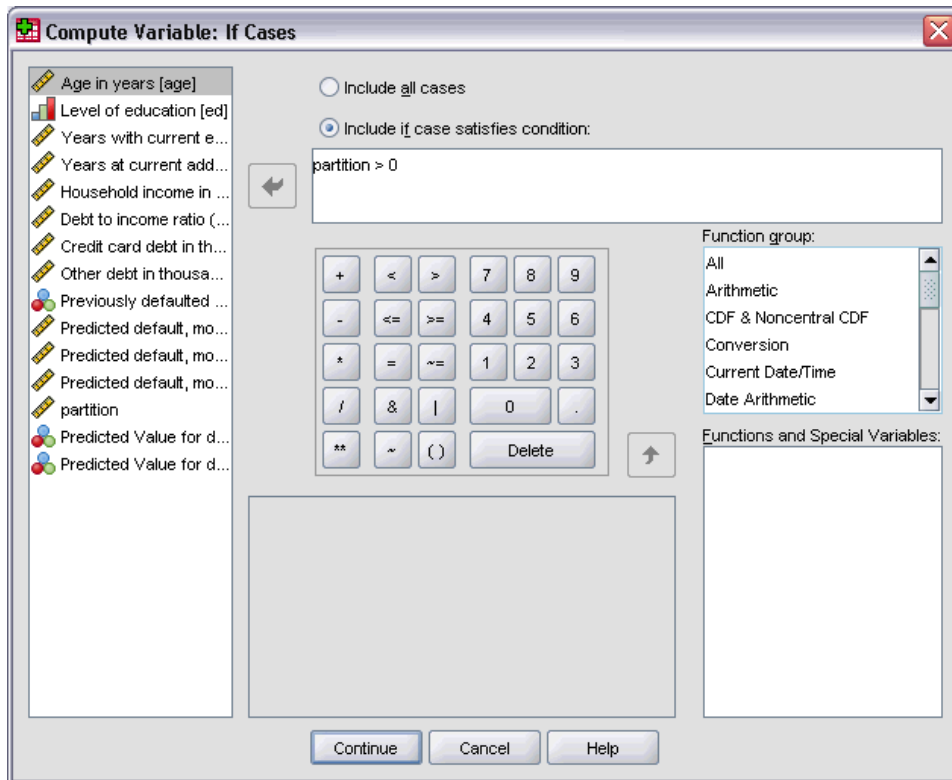 Compute Variable: If Cases
Age in years [age]
Level of education [ed]
Years with current e...
Years at current add...
Household income in ...
Debt to income ratio (...
Credit card debt in th...
Other debt in thousa...
Previously defaulted ...
Predicted default, mo...
Predicted default, mo...
Predicted default, mo...
partition
Predicted Value for d...
Predicted Value for d...
Include all cases
Include if case satisfies condition:
partition > 0
+ < > 7 8 9
- <= >= 4 5 6
* = ~= 1 2 3
/ & | 0 .
** ~ ( ) Delete
Function group:
All
Arithmetic
CDF & Noncentral CDF
Conversion
Current Date/Time
Date Arithmetic
Functions and Special Variables:
Continue Cancel Help